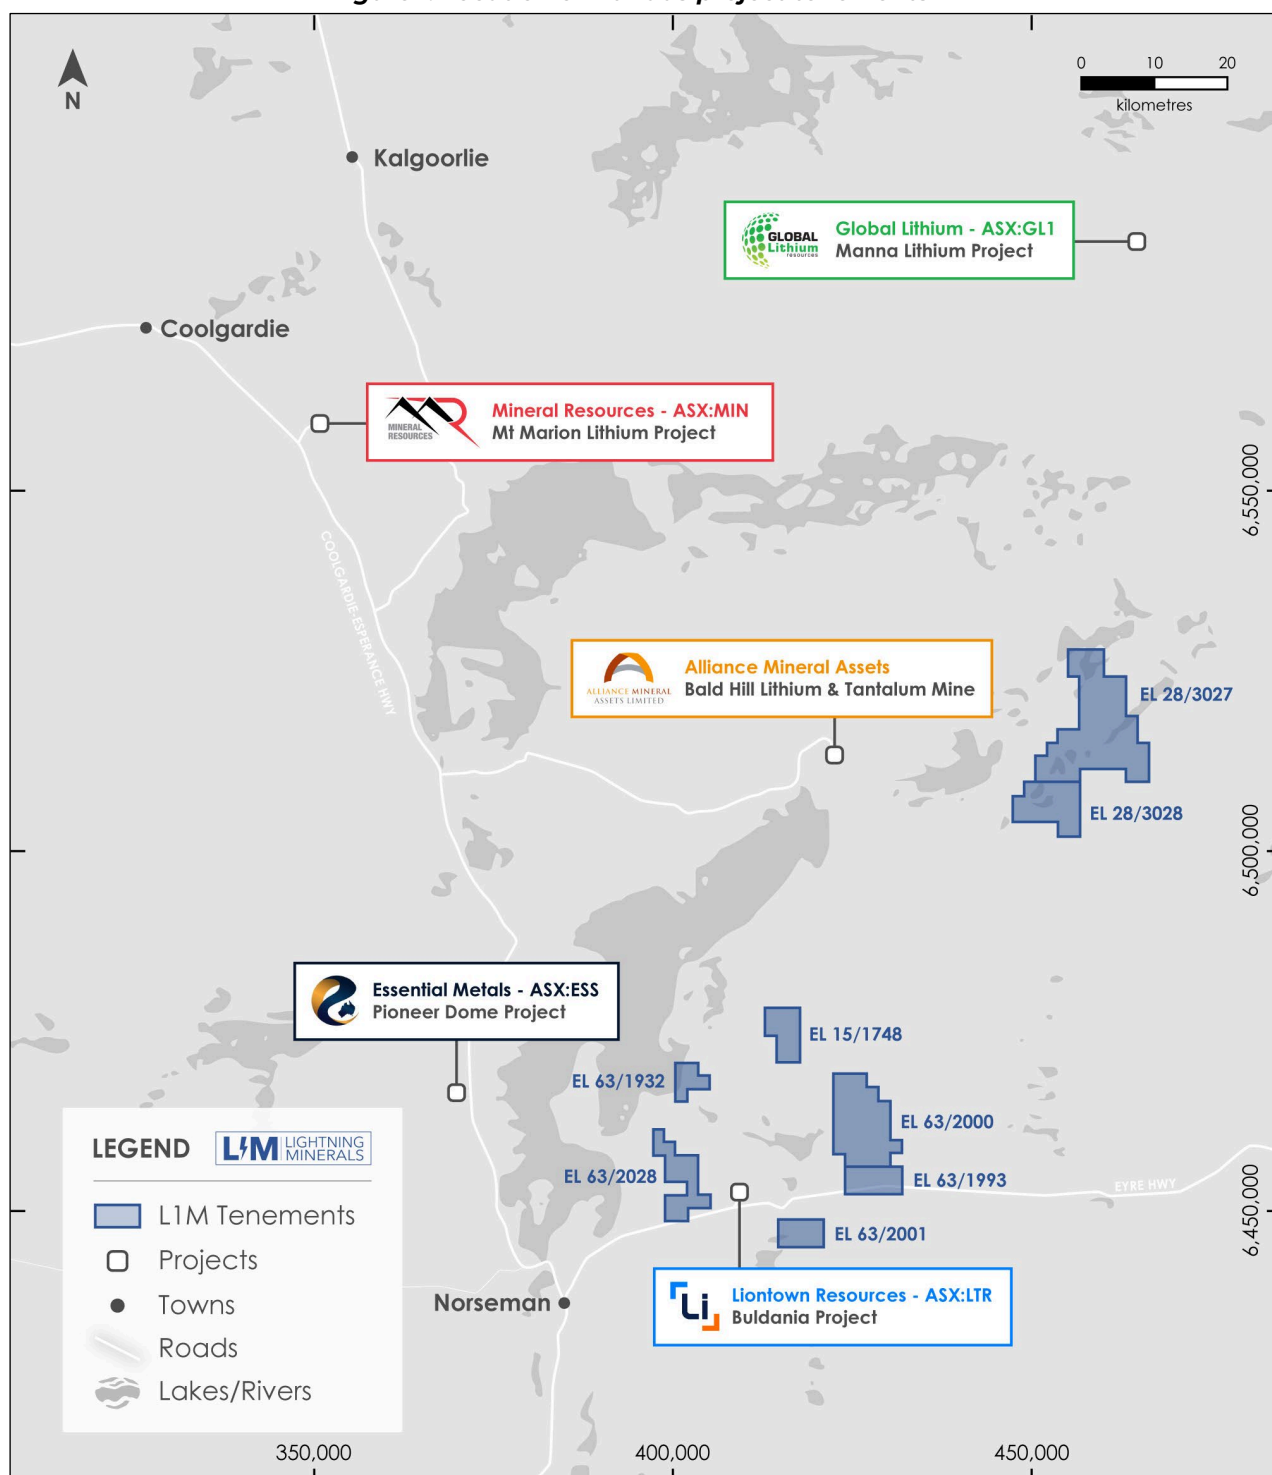 N
0 10 20
kilometres
Kalgoorlie
GLOBAL
Lithium
resources
Global Lithium - ASX:GL1
Manna Lithium Project
Coolgardie
MINERAL
RESOURCES
Mineral Resources - ASX:MIN
Mt Marion Lithium Project
6,550,000
COOLGARDIE-ESPERANCE HWY
ALLIANCE MINERAL
ASSETS LIMITED
Alliance Mineral Assets
Bald Hill Lithium & Tantalum Mine
EL 28/3027
EL 28/3028
6,500,000
Essential Metals - ASX:ESS
Pioneer Dome Project
EL 15/1748
EL 63/1932
EL 63/2000
EL 63/2028
EL 63/1993
EYRE HWY
6,450,000
EL 63/2001
Norseman
Li
Liontown Resources - ASX:LTR
Buldania Project
LEGEND
L1M LIGHTNING
MINERALS
L1M Tenements
Projects
Towns
Roads
Lakes/Rivers
350,000
400,000
450,000